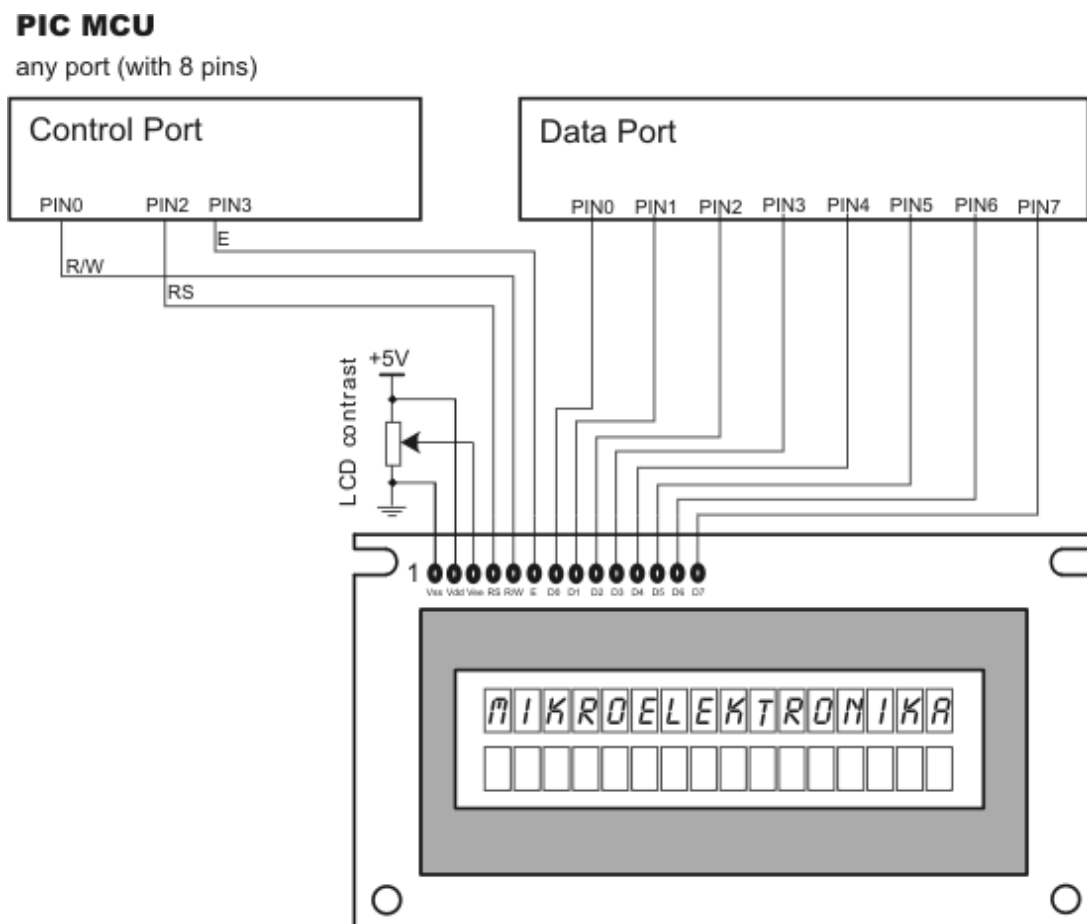 PIC MCU
any port (with 8 pins)
Control Port
Data Port
PIN0 PIN2 PIN3
PIN0 PIN1 PIN2 PIN3 PIN4 PIN5 PIN6 PIN7
E
R/W
RS
+5V
LCD contrast
1
Vss Vdd Vee RS R/W E D0 D1 D2 D3 D4 D5 D6 D7
MIKROELEKTRONIKA